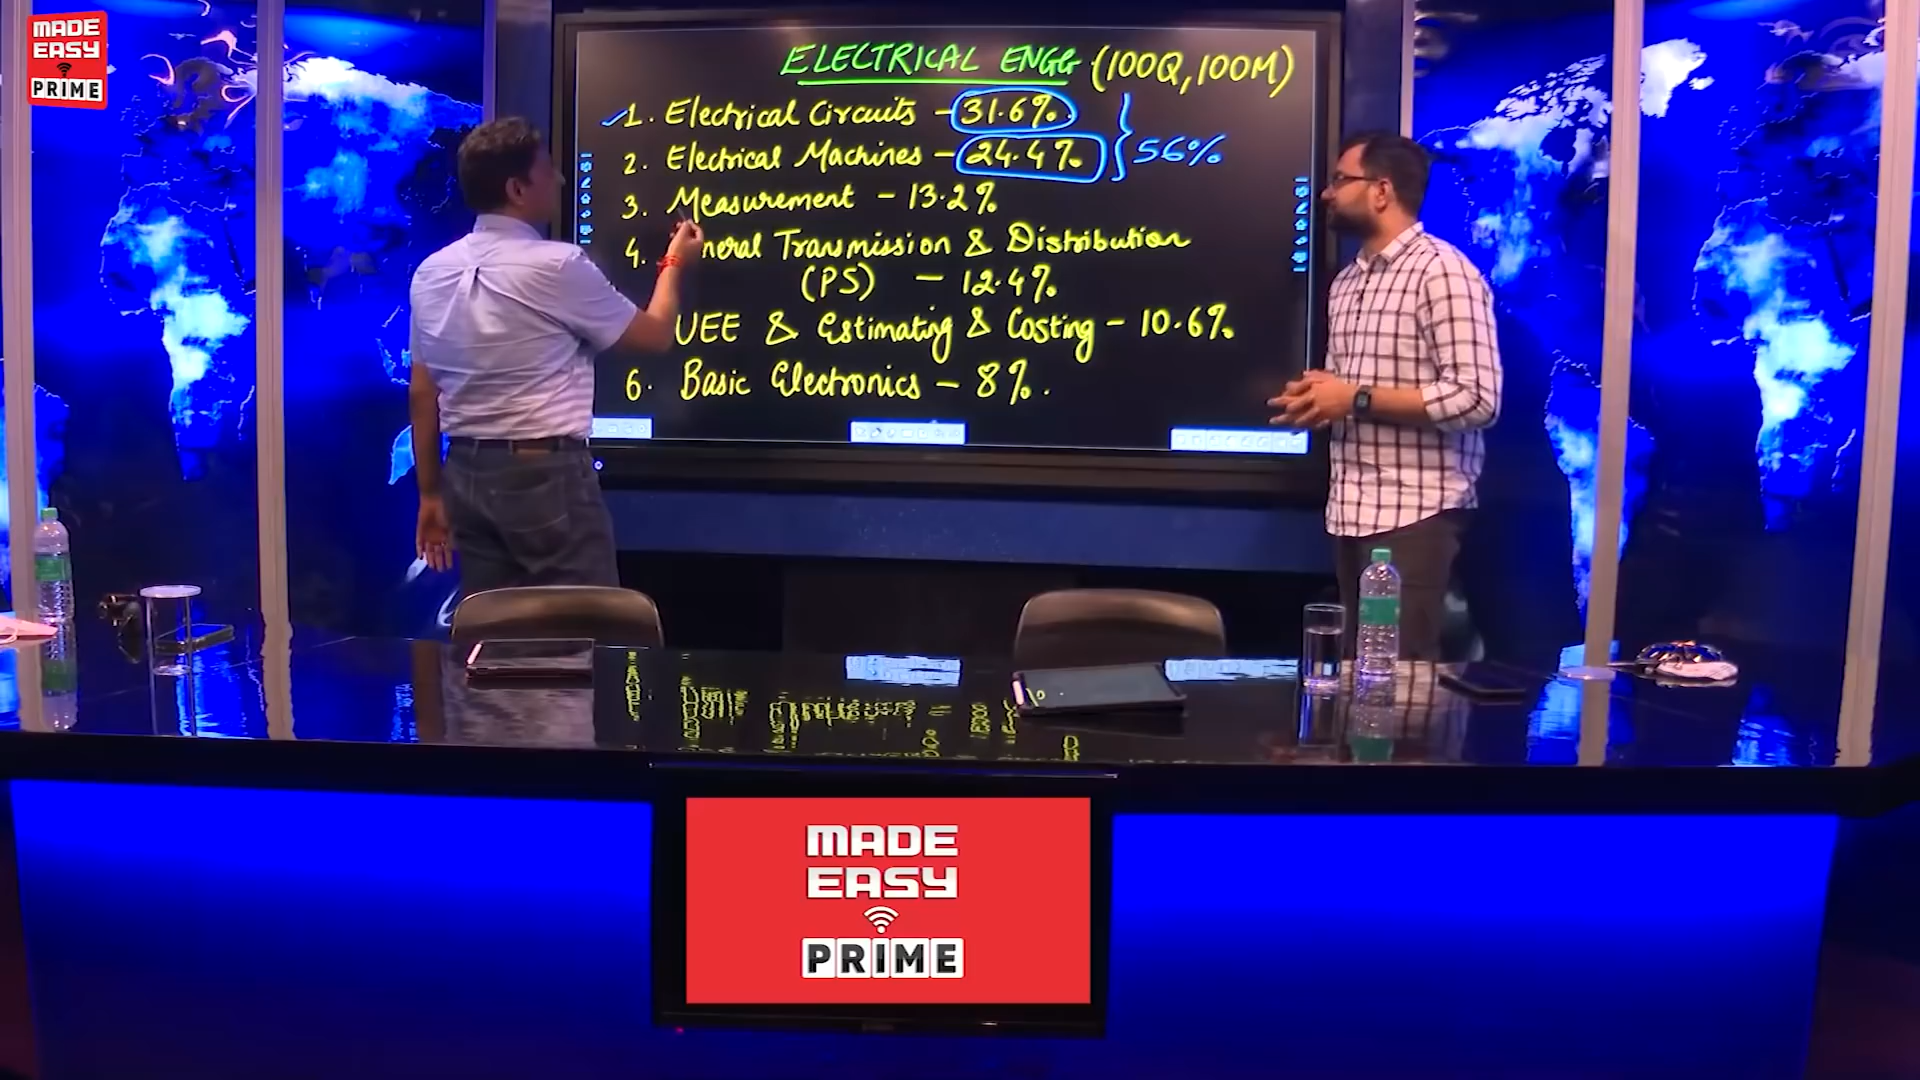 MADE
EASY
PRIME
ELECTRICAL ENGG (100Q, 100M)
1. Electrical Circuits - 31.6%.
2. Electrical Machines - 24.4%
56%
3. Measurement - 13.2%
4. neral Transmission & Distribution
(PS) - 12.4%
UEE & Estimating & Costing - 10.6%
6. Basic Electronics - 8%.
MADE
EASY
PRIME